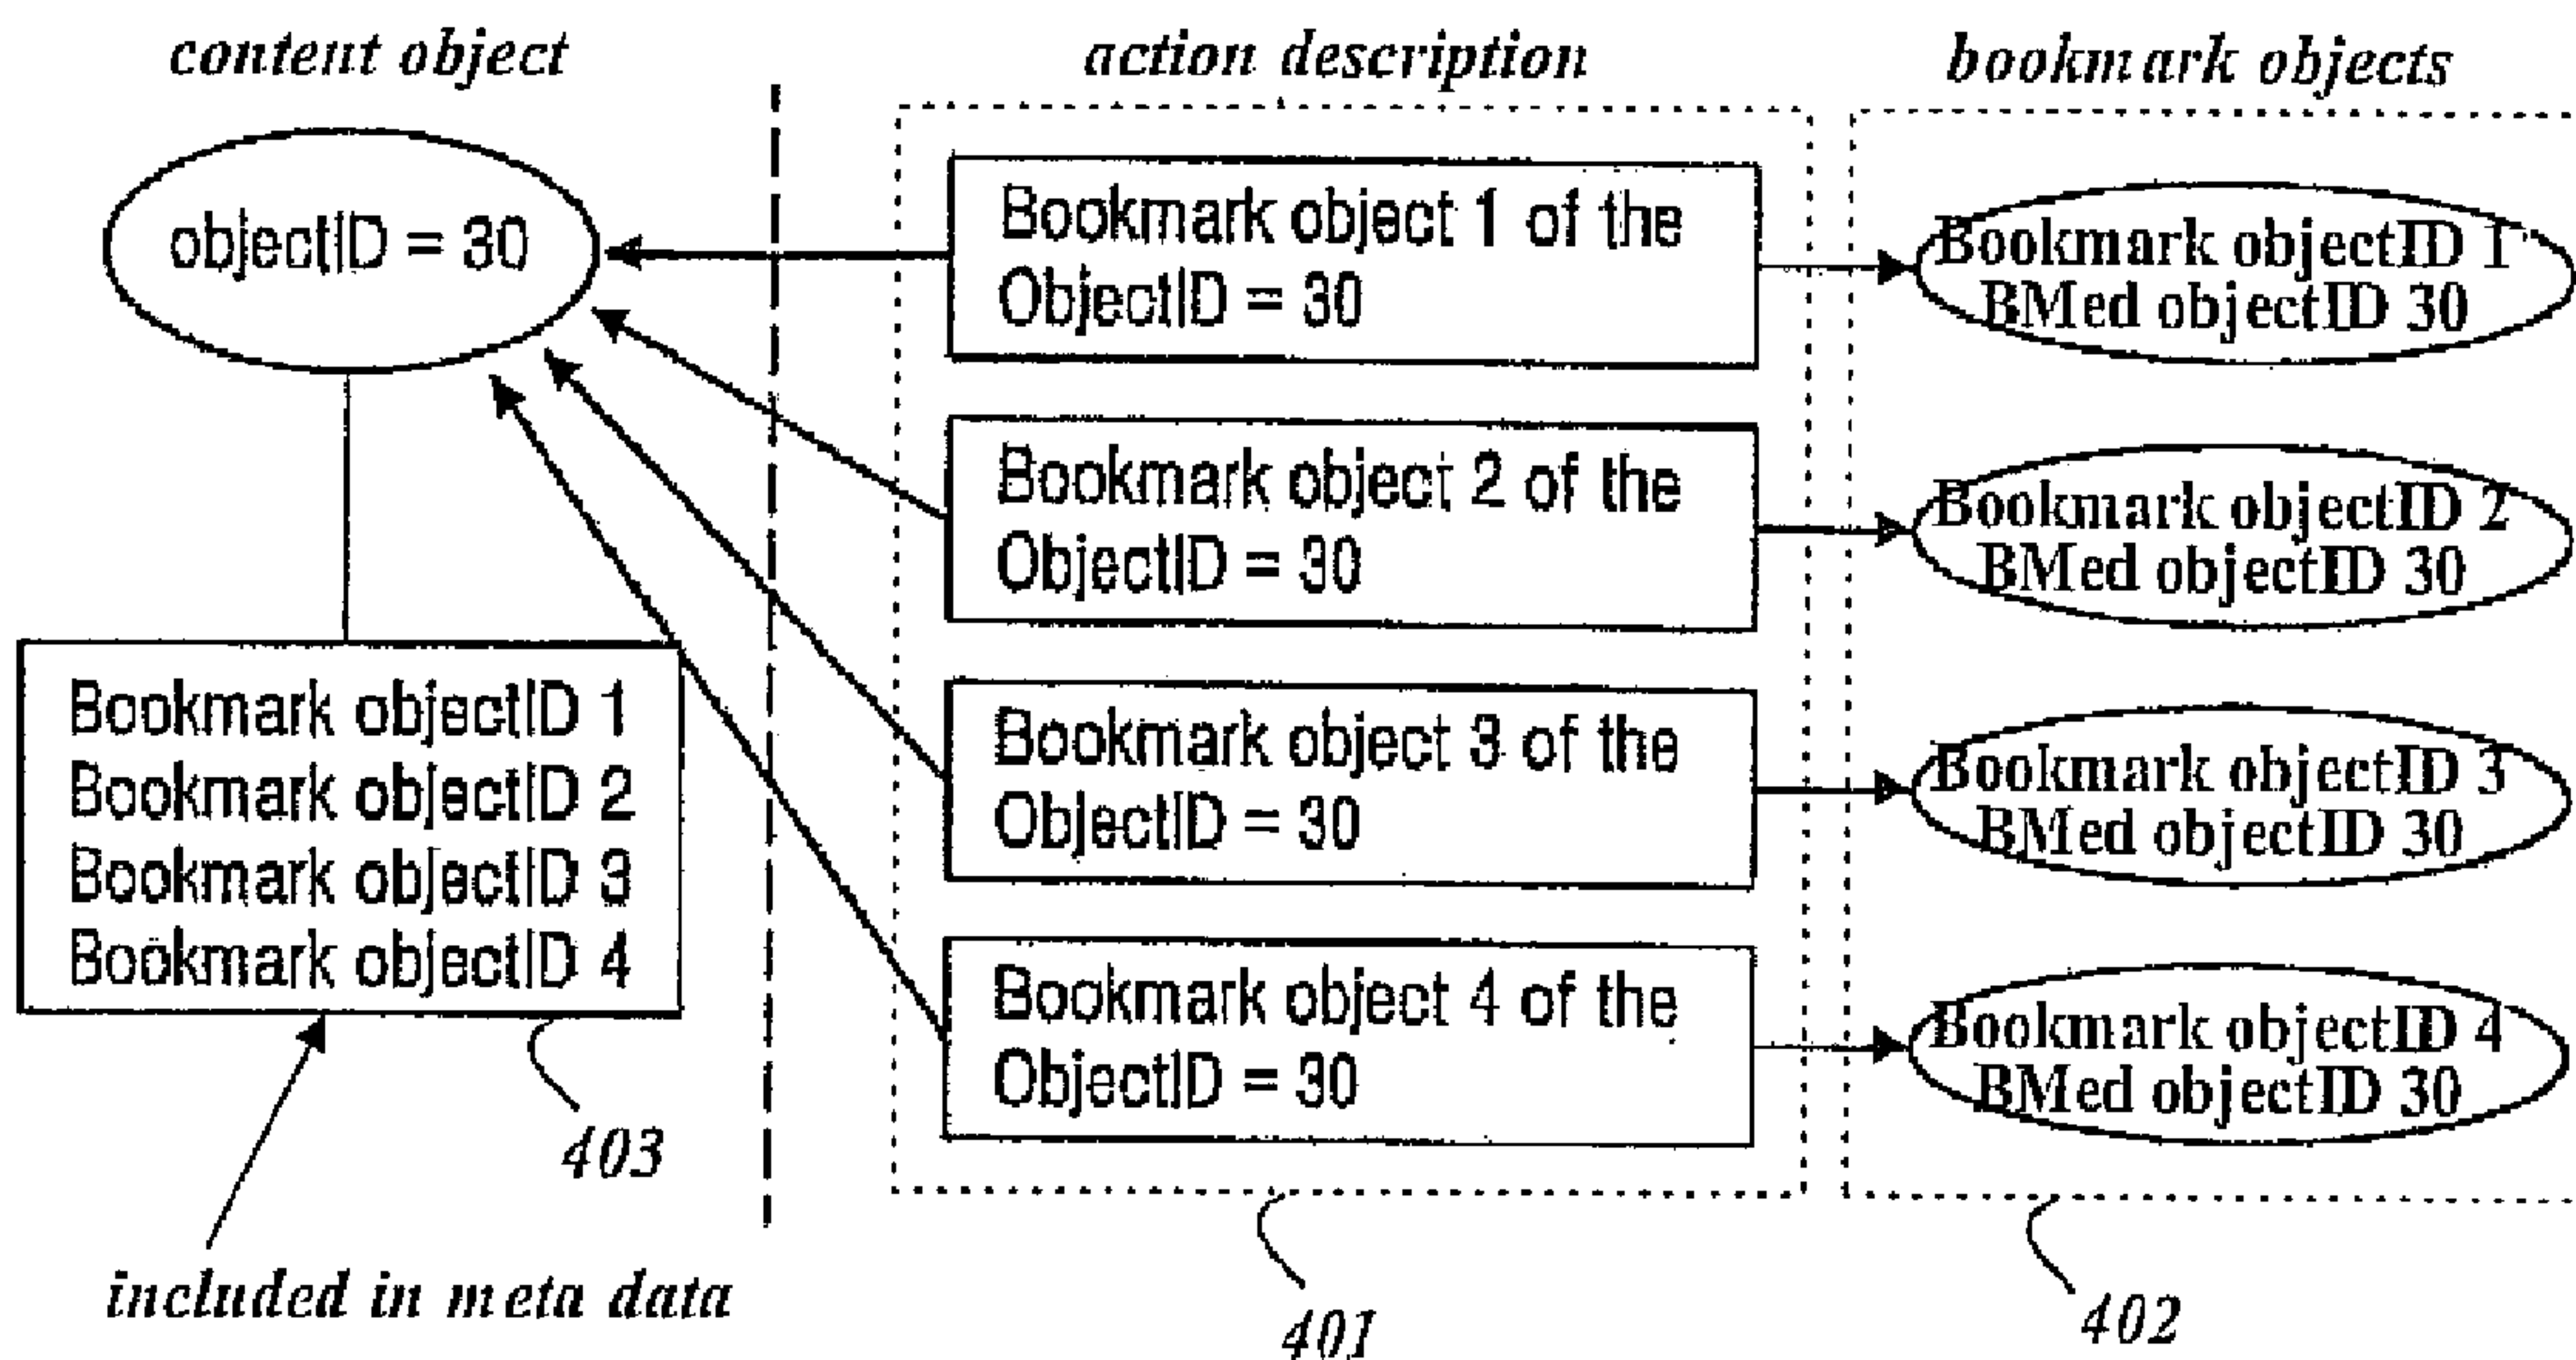 content object
action description
bookmark objects
objectID = 30
Bookmark object 1 of the
ObjectID = 30
Bookmark objectID 1
BMed objectID 30
Bookmark object 2 of the
ObjectID = 30
Bookmark objectID 2
BMed objectID 30
Bookmark objectID 1
Bookmark objectID 2
Bookmark objectID 3
Bookmark objectID 4
Bookmark object 3 of the
ObjectID = 30
Bookmark objectID 3
BMed objectID 30
Bookmark object 4 of the
ObjectID = 30
Bookmark objectID 4
BMed objectID 30
403
included in meta data
401
402